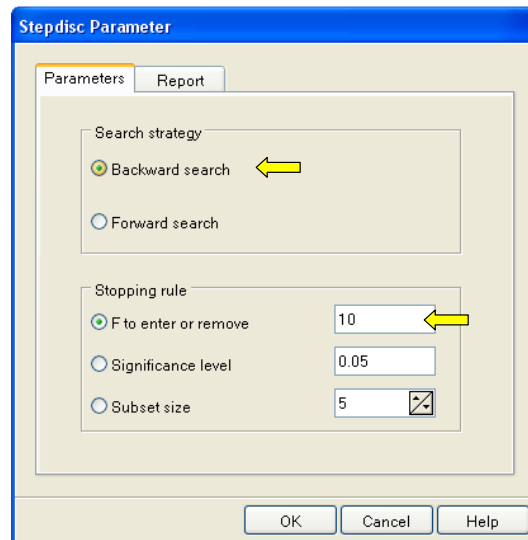 Stepdisc Parameter
Parameters Report
Search strategy
Backward search
Forward search
Stopping rule
F to enter or remove 10
Significance level 0.05
Subset size 5
OK Cancel Help